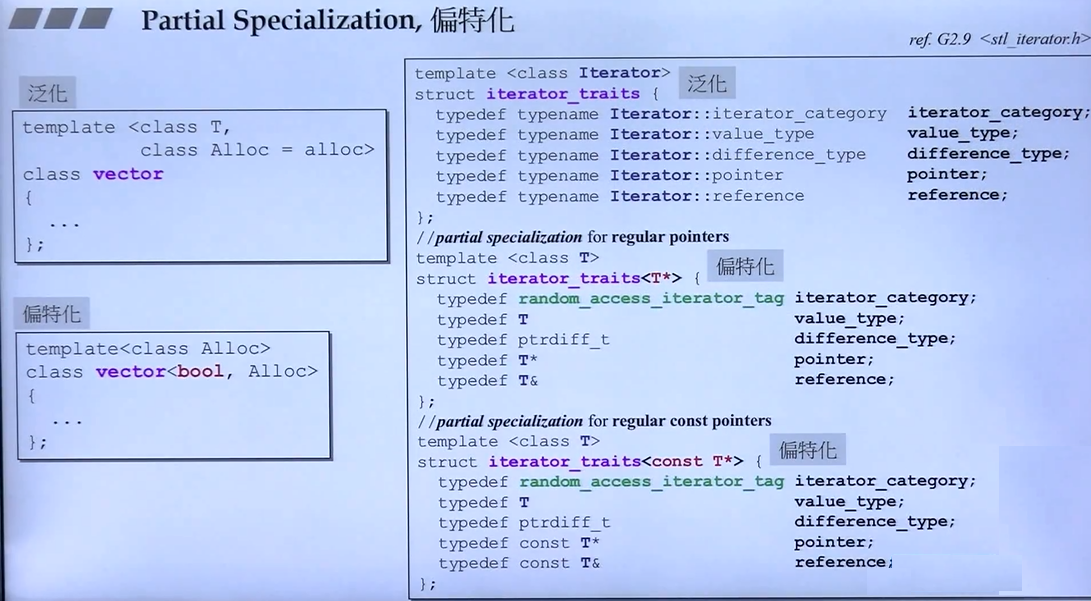 Partial Specialization, 偏特化
ref. G2.9 <stl_iterator.h>
泛化
template <class T,
class Alloc = alloc>
class vector
{
...
};
偏特化
template<class Alloc>
class vector<bool, Alloc>
{
...
};
template <class Iterator>
泛化
struct iterator_traits {
typedef typename Iterator::iterator_category iterator_category;
typedef typename Iterator::value_type value_type;
typedef typename Iterator::difference_type difference_type;
typedef typename Iterator::pointer pointer;
typedef typename Iterator::reference reference;
};
//partial specialization for regular pointers
template <class T>
偏特化
struct iterator_traits<T*> {
typedef random_access_iterator_tag iterator_category;
typedef T value_type;
typedef ptrdiff_t difference_type;
typedef T* pointer;
typedef T& reference;
};
//partial specialization for regular const pointers
template <class T>
偏特化
struct iterator_traits<const T*> {
typedef random_access_iterator_tag iterator_category;
typedef T value_type;
typedef ptrdiff_t difference_type;
typedef const T* pointer;
typedef const T& reference;
};